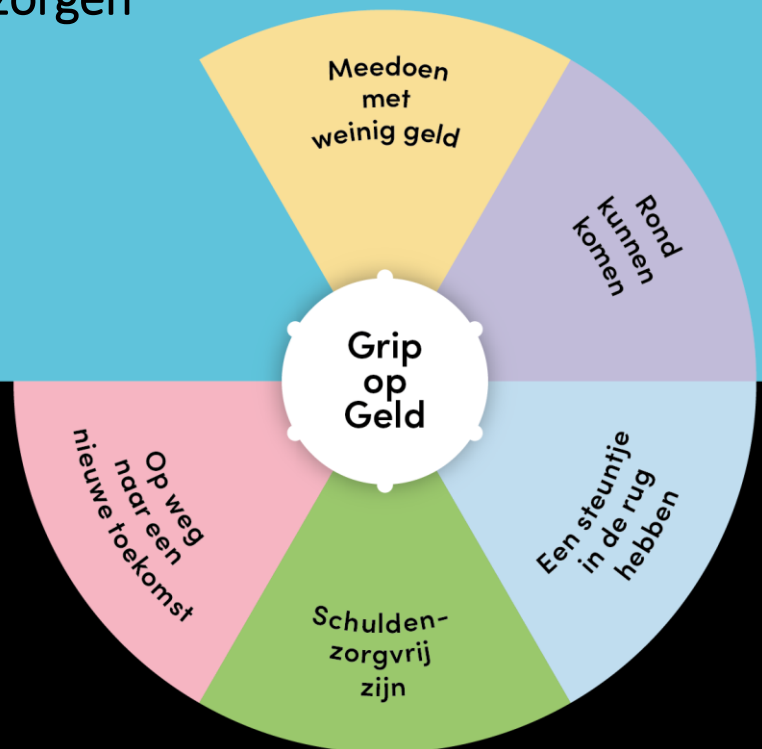 zorgen
Meedoen
met
weinig geld
Rond
kunnen
komen
Grip
op
Geld
Een steuntje
in de rug
hebben
Schulden-
zorgvrij
zijn
Op weg
naar een
nieuwe toekomst